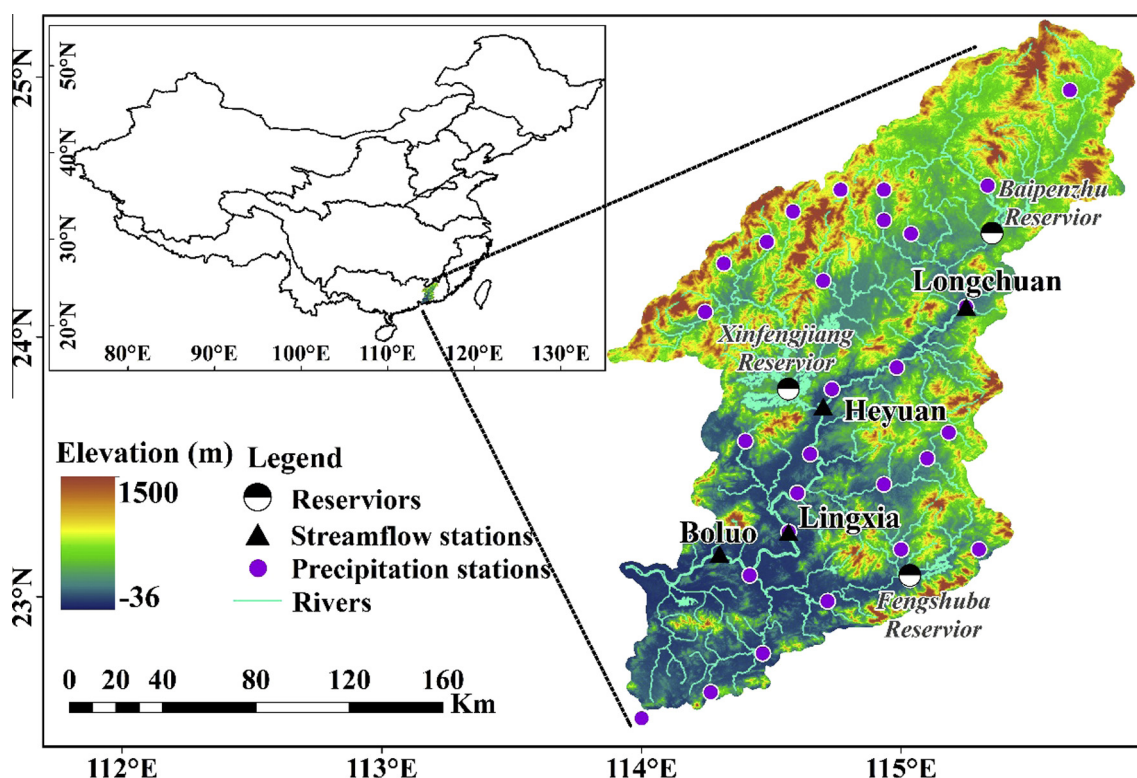 25°N
24°N
23°N
50°N
40°N
30°N
20°N
80°E
90°E
100°E
110°E
120°E
130°E
Baipenzhu
Reservior
Longchuan
Xinfengjiang
Reservior
Heyuan
Lingxia
Boluo
Fengshuba
Reservior
Elevation (m)
1500
-36
Legend
Reserviors
Streamflow stations
Precipitation stations
Rivers
0 20 40 80 120 160
Km
112°E
113°E
114°E
115°E